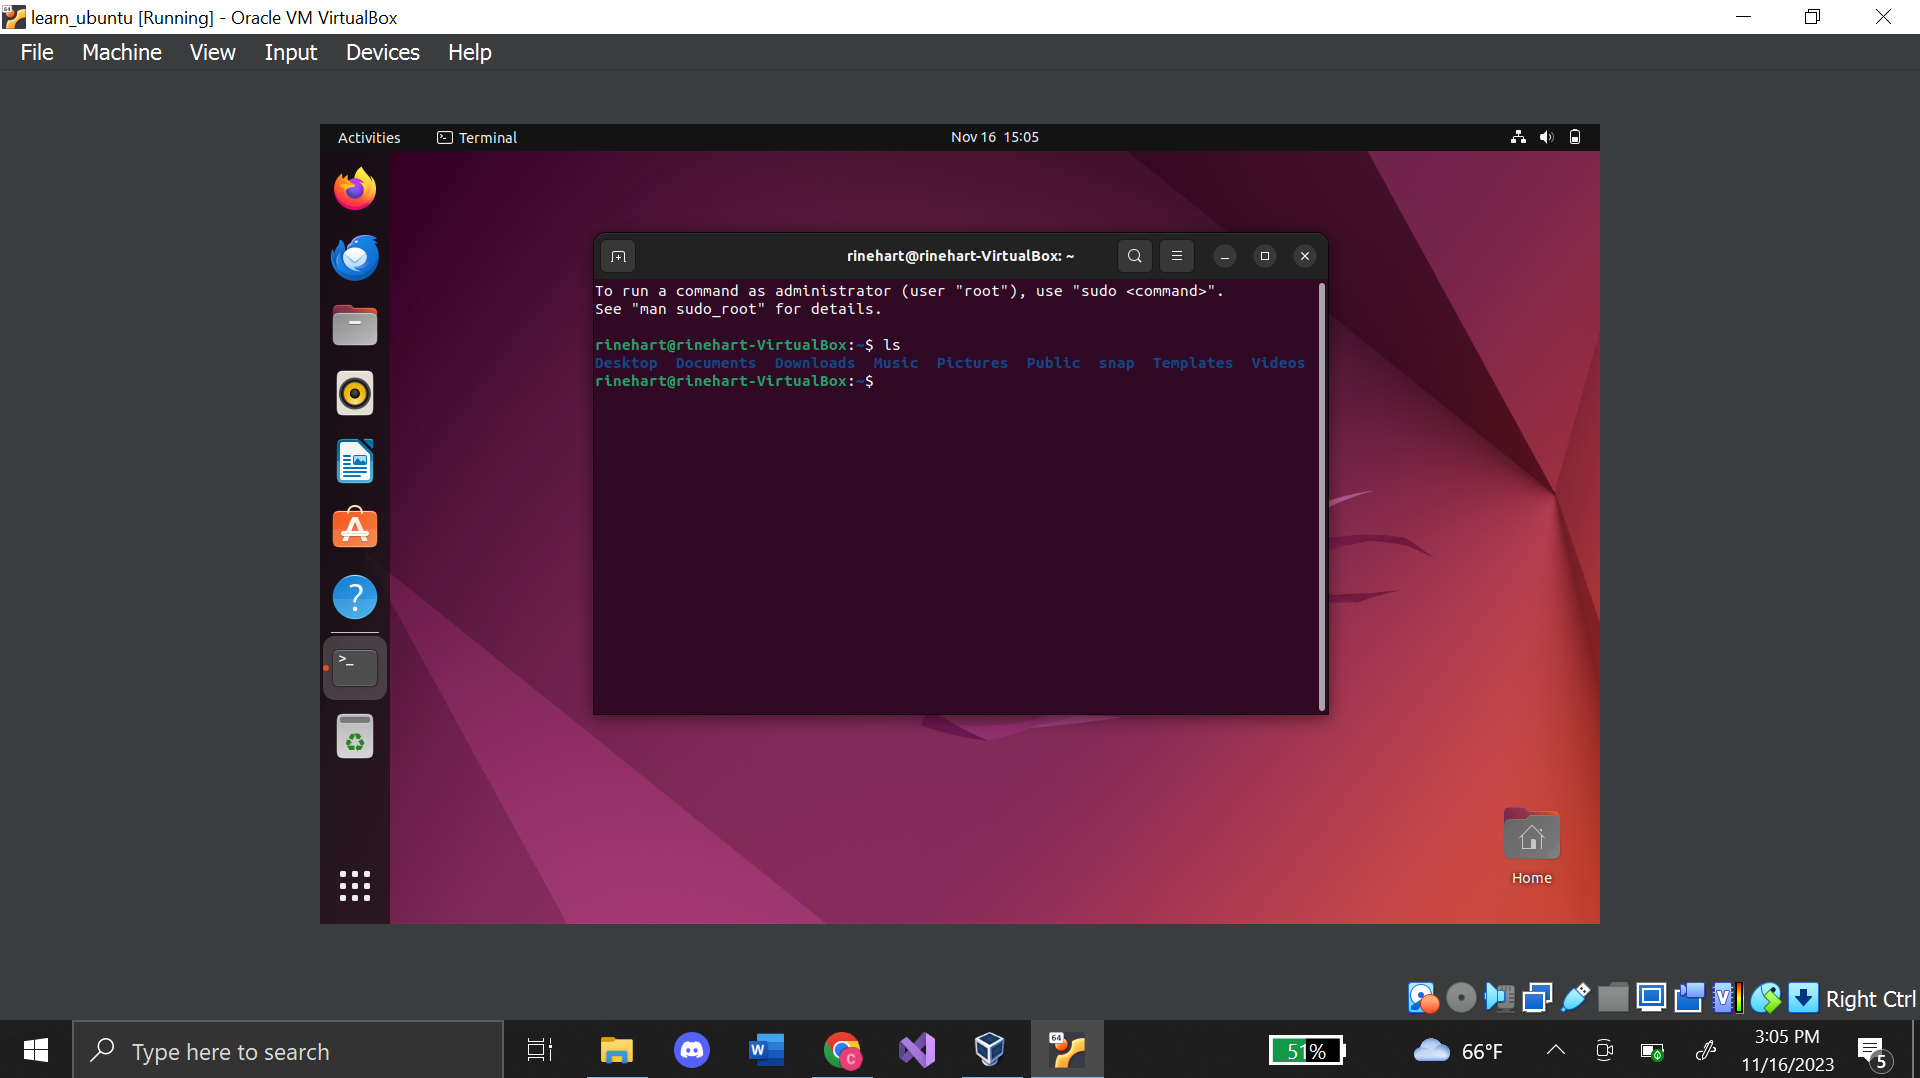 learn_ubuntu [Running] - Oracle VM VirtualBox
File Machine View Input Devices Help
Activities Terminal Nov 16 15:05
rinehart@rinehart-VirtualBox: ~
To run a command as administrator (user "root"), use "sudo <command>".
See "man sudo_root" for details.
rinehart@rinehart-VirtualBox:~$ ls
Desktop Documents Downloads Music Pictures Public snap Templates Videos
rinehart@rinehart-VirtualBox:~$
Home
Right Ctrl
Type here to search
51%
66°F
3:05 PM
11/16/2023
5